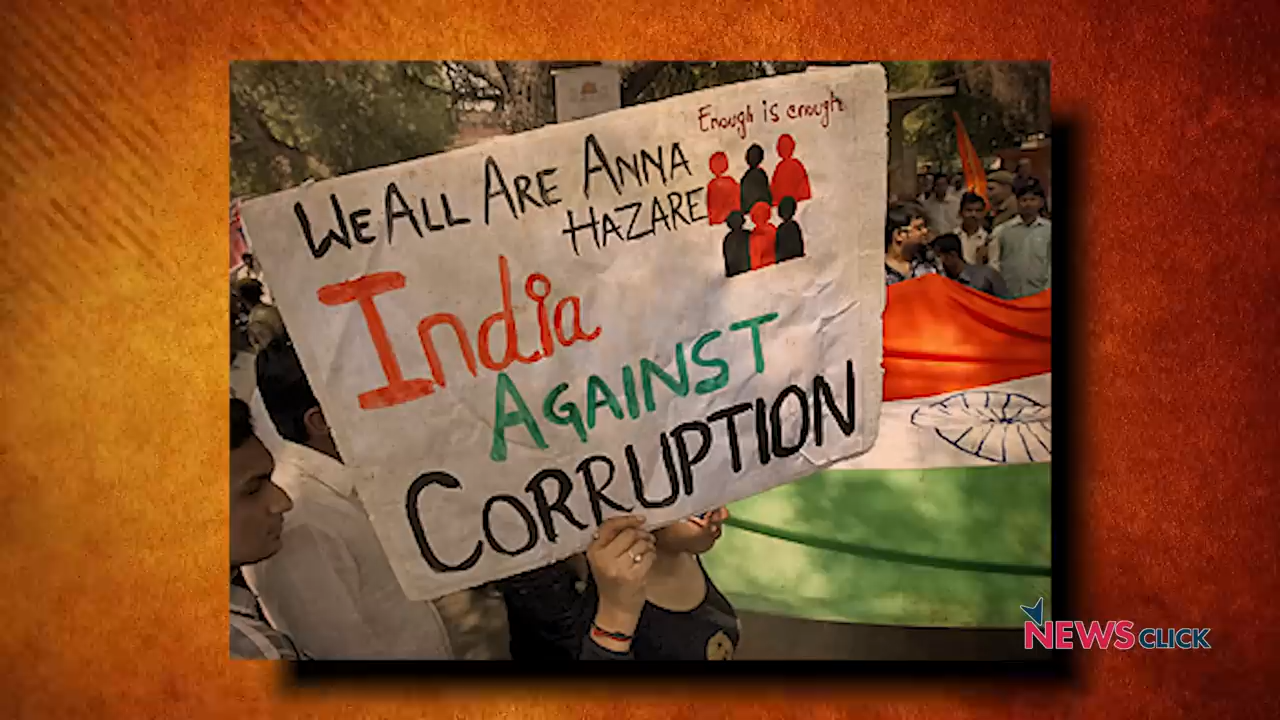 Enough is enough
WE ALL ARE ANNA
HAZARE
India
AGAINST
CORRUPTION
NEWSCLICK